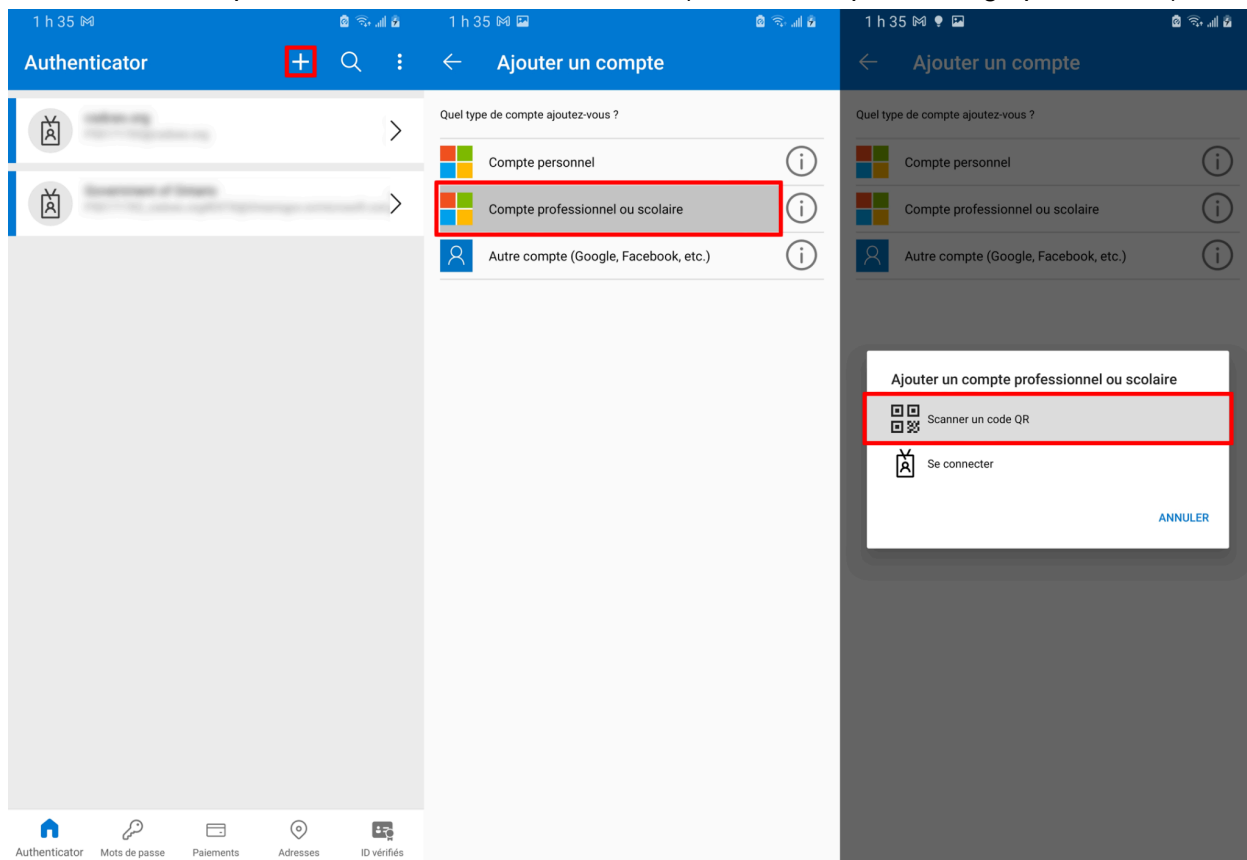 1 h 35
Authenticator
Authenticator
Mots de passe
Paiements
Adresses
ID vérifiés
1 h 35
Ajouter un compte
Quel type de compte ajoutez-vous ?
Compte personnel
Compte professionnel ou scolaire
Autre compte (Google, Facebook, etc.)
1 h 35
Ajouter un compte
Quel type de compte ajoutez-vous ?
Compte personnel
Compte professionnel ou scolaire
Autre compte (Google, Facebook, etc.)
Ajouter un compte professionnel ou scolaire
Scanner un code QR
Se connecter
ANNULER